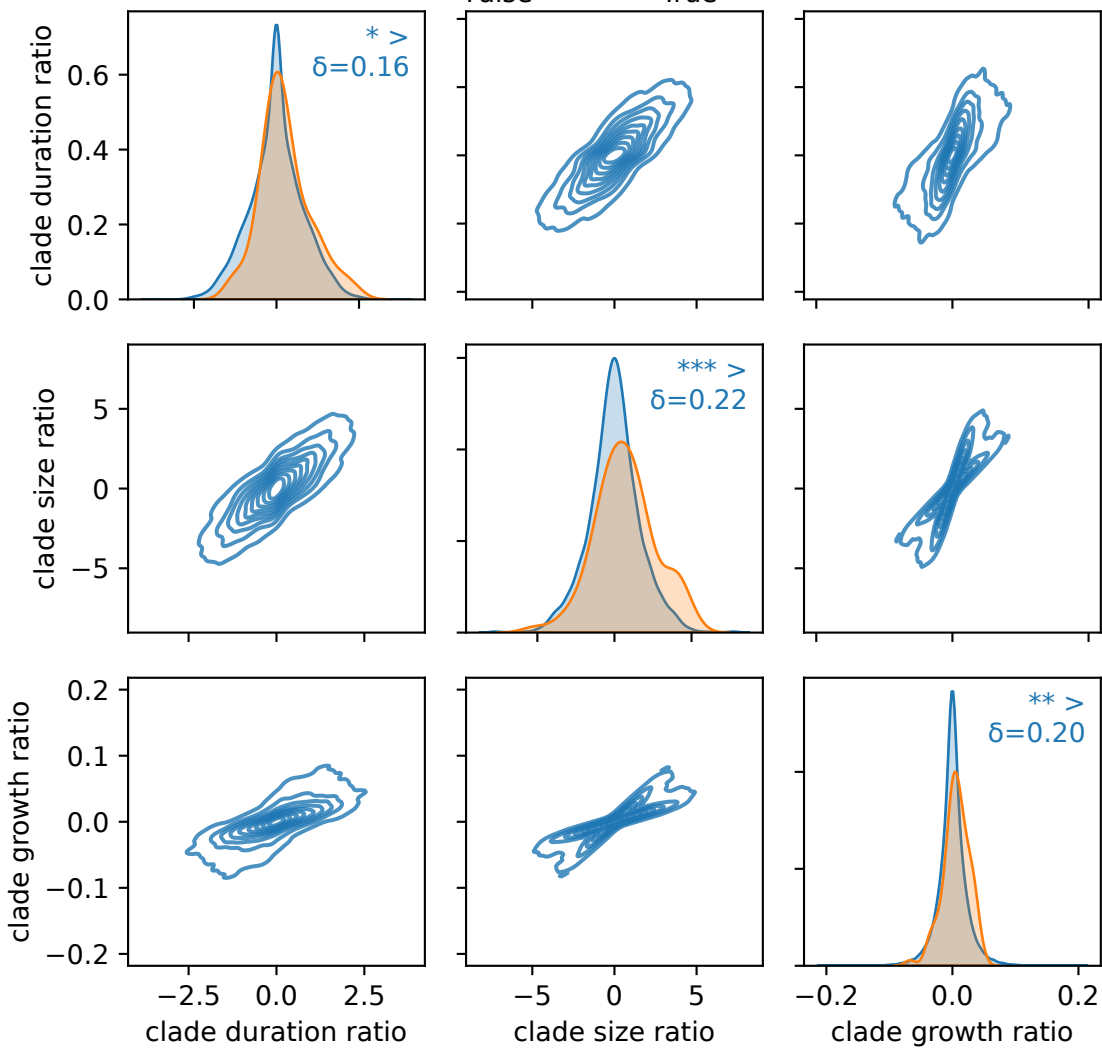 False True
clade duration ratio
0.6
0.4
0.2
0.0
* >
δ=0.16
clade size ratio
5
0
−5
*** >
δ=0.22
clade growth ratio
0.2
0.1
0.0
−0.1
−0.2
** >
δ=0.20
−2.5 0.0 2.5
−5 0 5
−0.2 0.0 0.2
clade duration ratio
clade size ratio
clade growth ratio